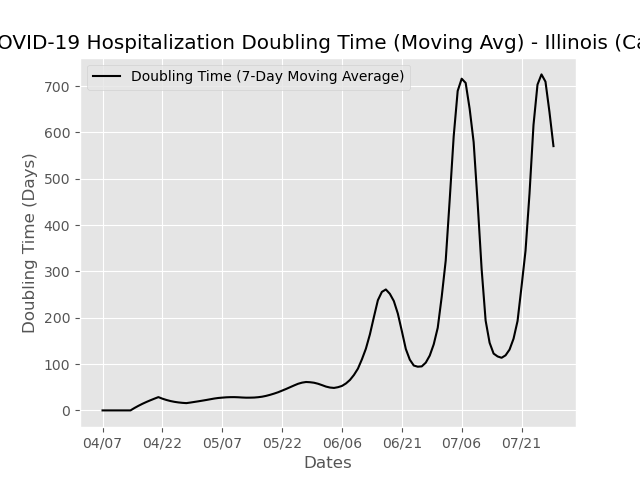 OVID-19 Hospitalization Doubling Time (Moving Avg) - Illinois (Ca
Doubling Time (7-Day Moving Average)
Doubling Time (Days)
700
600
500
400
300
200
100
0
04/07 04/22 05/07 05/22 06/06 06/21 07/06 07/21
Dates